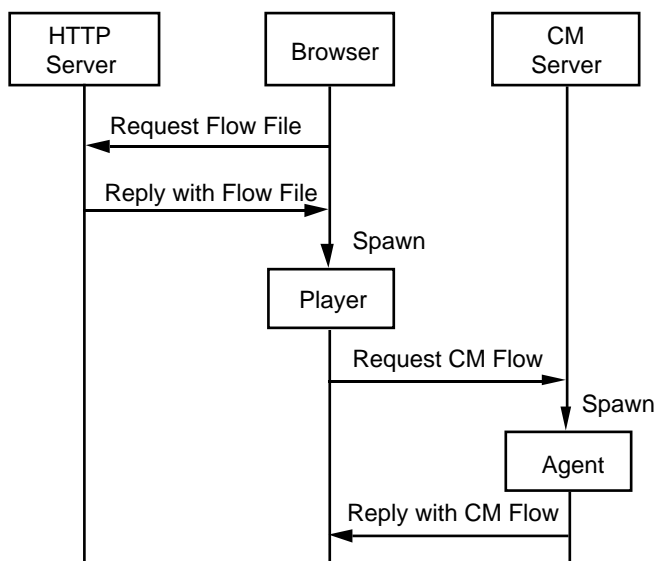 HTTP
Server
Browser
CM
Server
Request Flow File
Reply with Flow File
Spawn
Player
Request CM Flow
Spawn
Agent
Reply with CM Flow